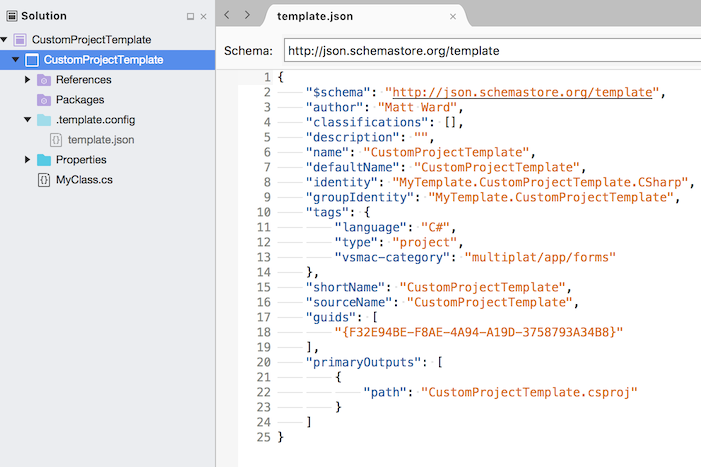 Solution
CustomProjectTemplate
CustomProjectTemplate
References
Packages
.template.config
{} template.json
Properties
{} MyClass.cs
template.json
Schema: http://json.schemastore.org/template
1 {
2 "$schema": "http://json.schemastore.org/template",
3 "author": "Matt Ward",
4 "classifications": [],
5 "description": "",
6 "name": "CustomProjectTemplate",
7 "defaultName": "CustomProjectTemplate",
8 "identity": "MyTemplate.CustomProjectTemplate.CSharp",
9 "groupIdentity": "MyTemplate.CustomProjectTemplate",
10 "tags": {
11 "language": "C#",
12 "type": "project",
13 "vsmac-category": "multiplat/app/forms"
14 },
15 "shortName": "CustomProjectTemplate",
16 "sourceName": "CustomProjectTemplate",
17 "guids": [
18 "{F32E94BE-F8AE-4A94-A19D-3758793A34B8}"
19 ],
20 "primaryOutputs": [
21 {
22 "path": "CustomProjectTemplate.csproj"
23 }
24 ]
25 }